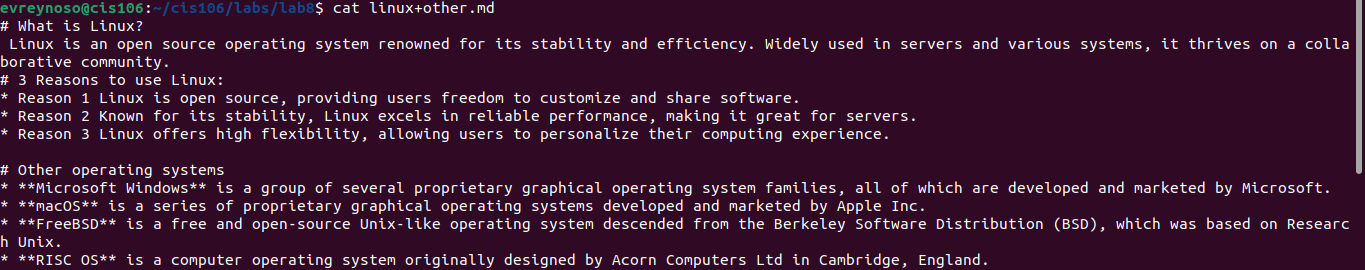 evreynoso@cis106:~/cis106/labs/lab8$ cat linux+other.md
# What is Linux?
 Linux is an open source operating system renowned for its stability and efficiency. Widely used in servers and various systems, it thrives on a colla
borative community.
# 3 Reasons to use Linux:
* Reason 1 Linux is open source, providing users freedom to customize and share software.
* Reason 2 Known for its stability, Linux excels in reliable performance, making it great for servers.
* Reason 3 Linux offers high flexibility, allowing users to personalize their computing experience.

# Other operating systems
* **Microsoft Windows** is a group of several proprietary graphical operating system families, all of which are developed and marketed by Microsoft.
* **macOS** is a series of proprietary graphical operating systems developed and marketed by Apple Inc.
* **FreeBSD** is a free and open-source Unix-like operating system descended from the Berkeley Software Distribution (BSD), which was based on Researc
h Unix.
* **RISC OS** is a computer operating system originally designed by Acorn Computers Ltd in Cambridge, England.